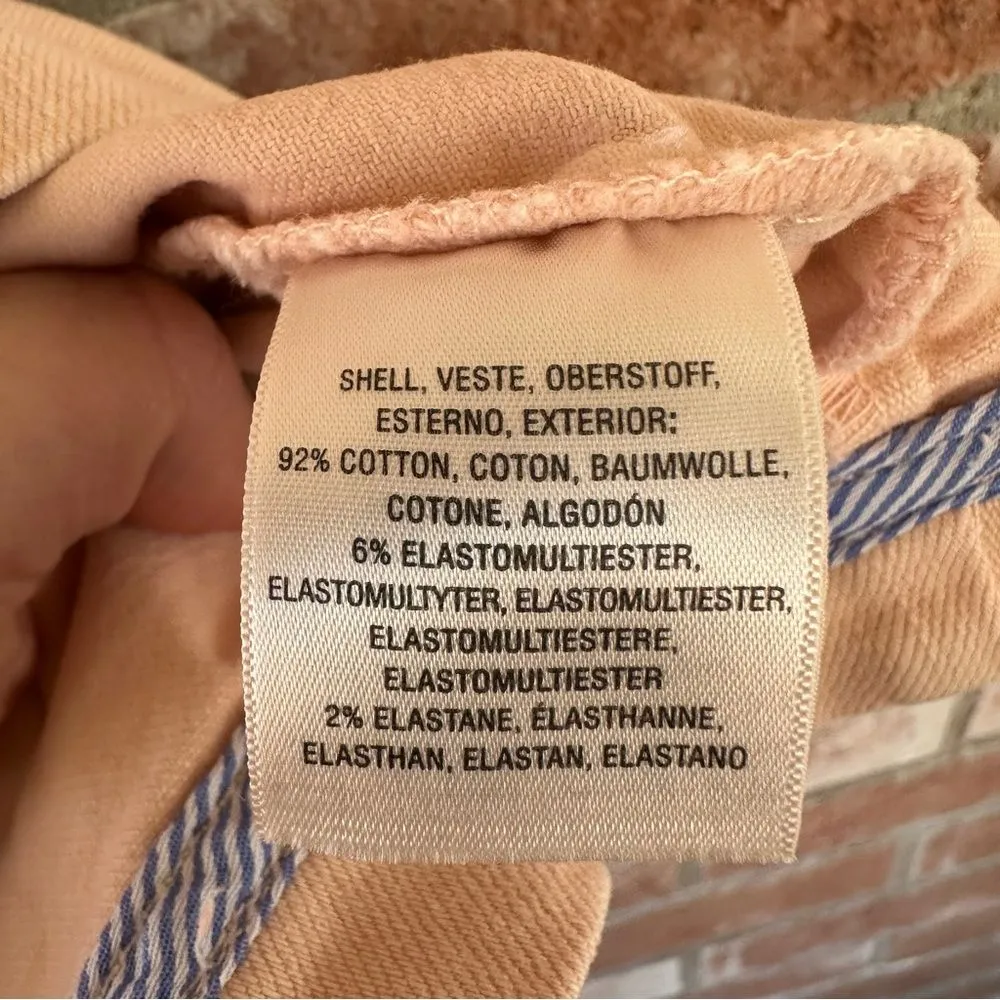 SHELL, VESTE, OBERSTOFF,
ESTERNO, EXTERIOR:
92% COTTON, COTON, BAUMWOLLE,
COTONE, ALGODÓN
6% ELASTOMULTIESTER,
ELASTOMULTYTER, ELASTOMULTIESTER,
ELASTOMULTIESTERE,
ELASTOMULTIESTER
2% ELASTANE, ÉLASTHANNE,
ELASTHAN, ELASTAN, ELASTANO